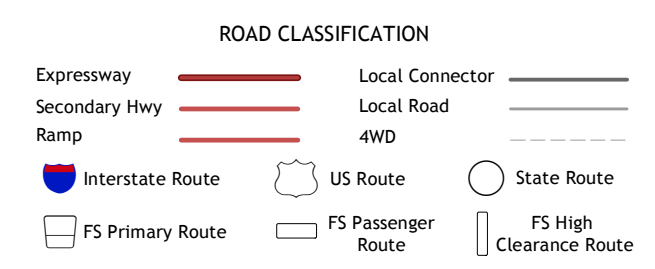 ROAD CLASSIFICATION
Expressway
Local Connector
Secondary Hwy
Local Road
Ramp
4WD
Interstate Route
US Route
State Route
FS Primary Route
FS Passenger
Route
FS High
Clearance Route